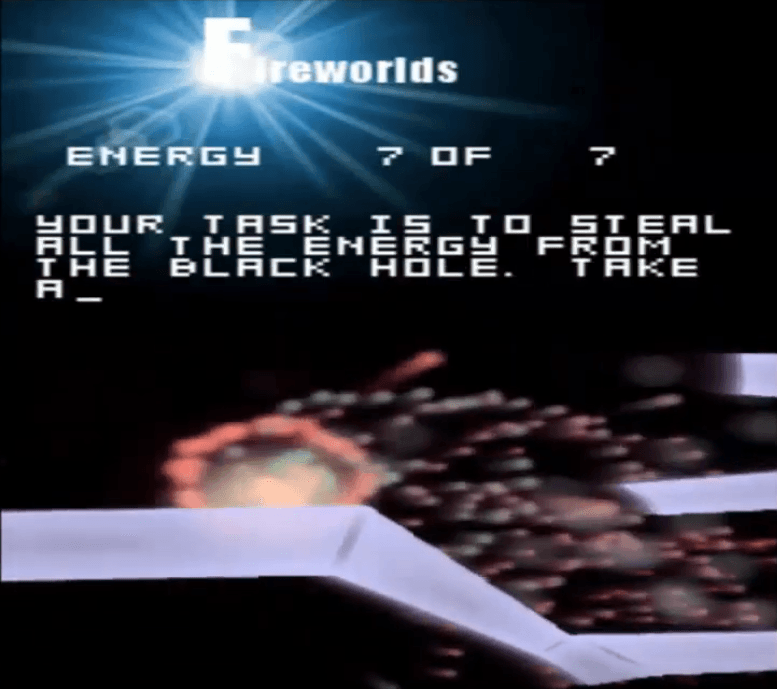 Fireworlds
ENERGY 7 OF 7
YOUR TASK IS TO STEAL
ALL THE ENERGY FROM
THE BLACK HOLE. TAKE
A_